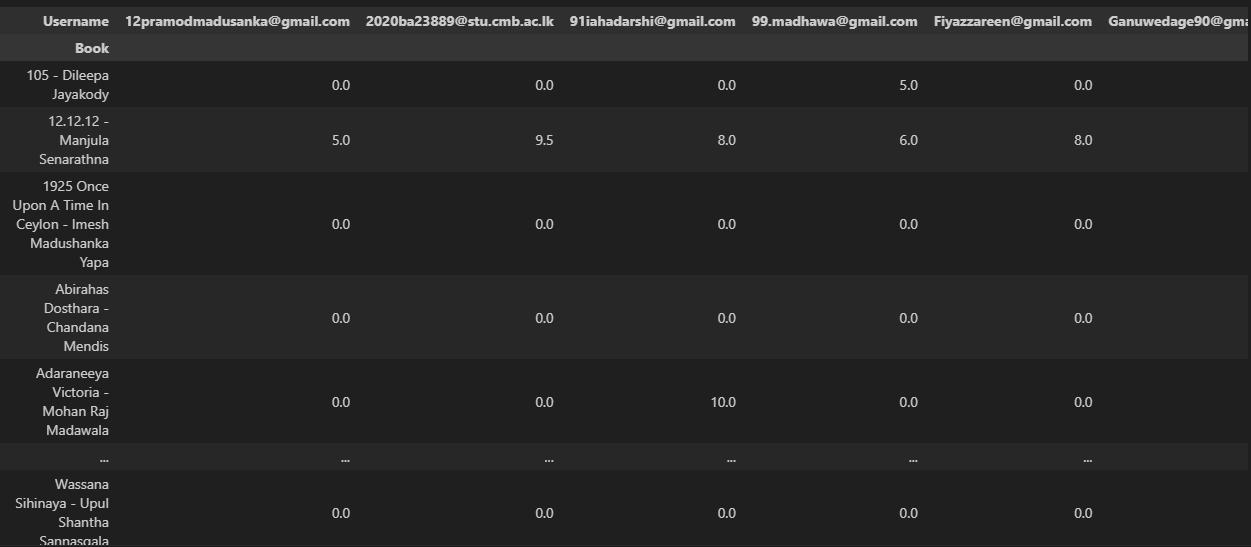 Username 12pramodmadusanka@gmail.com 2020ba23889@stu.cmb.ac.lk 91iahadarshi@gmail.com 99.madhawa@gmail.com Fiyazzareen@gmail.com Ganuwedage90@gma
Book
105 - Dileepa
Jayakody
0.0 0.0 0.0 5.0 0.0
12.12.12 -
Manjula
Senarathna
5.0 9.5 8.0 6.0 8.0
1925 Once
Upon A Time In
Ceylon - Imesh
Madushanka
Yapa
0.0 0.0 0.0 0.0 0.0
Abirahas
Dosthara -
Chandana
Mendis
0.0 0.0 0.0 0.0 0.0
Adaraneeya
Victoria -
Mohan Raj
Madawala
0.0 0.0 10.0 0.0 0.0
... ... ... ... ... ...
Wassana
Sihinaya - Upul
Shantha
Sannasgala
0.0 0.0 0.0 0.0 0.0